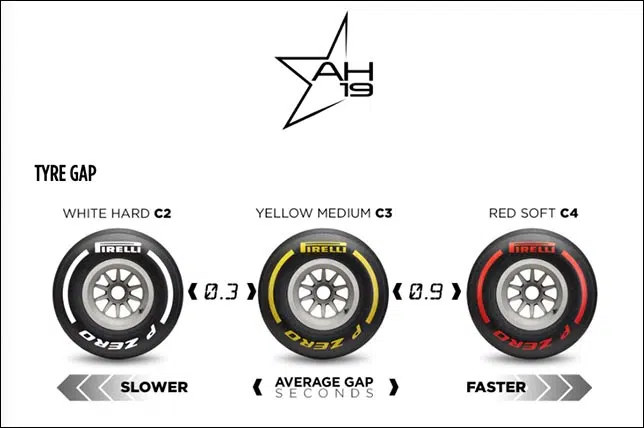 AH
19
TYRE GAP
WHITE HARD C2
YELLOW MEDIUM C3
RED SOFT C4
PIRELLI
PIRELLI
PIRELLI
0.3
0.9
P ZERO
P ZERO
P ZERO
SLOWER
AVERAGE GAP
SECONDS
FASTER